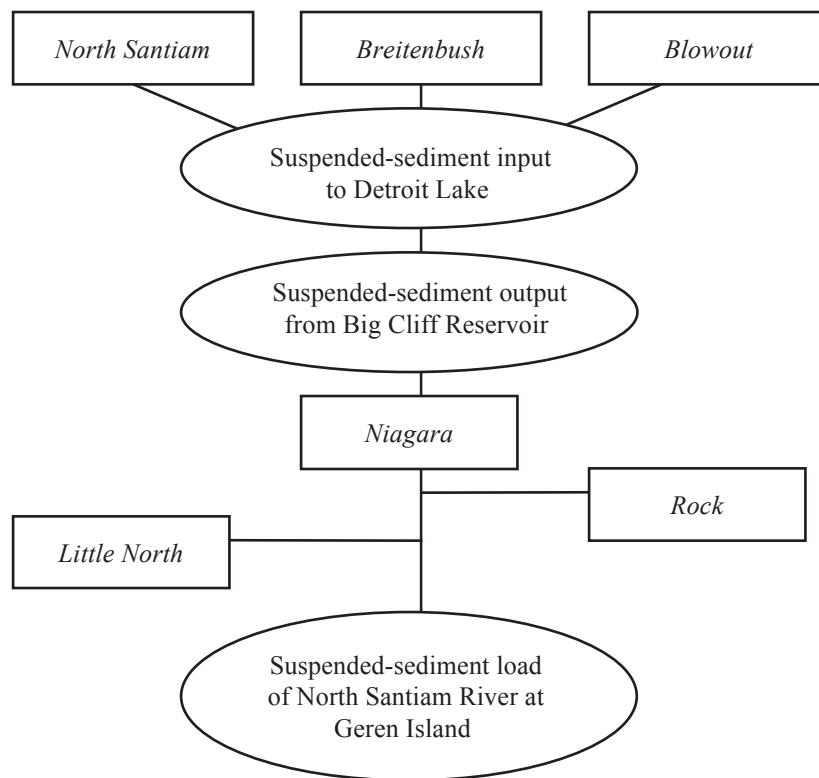 North Santiam
Breitenbush
Blowout
Suspended-sediment input
to Detroit Lake
Suspended-sediment output
from Big Cliff Reservoir
Niagara
Rock
Little North
Suspended-sediment load
of North Santiam River at
Geren Island